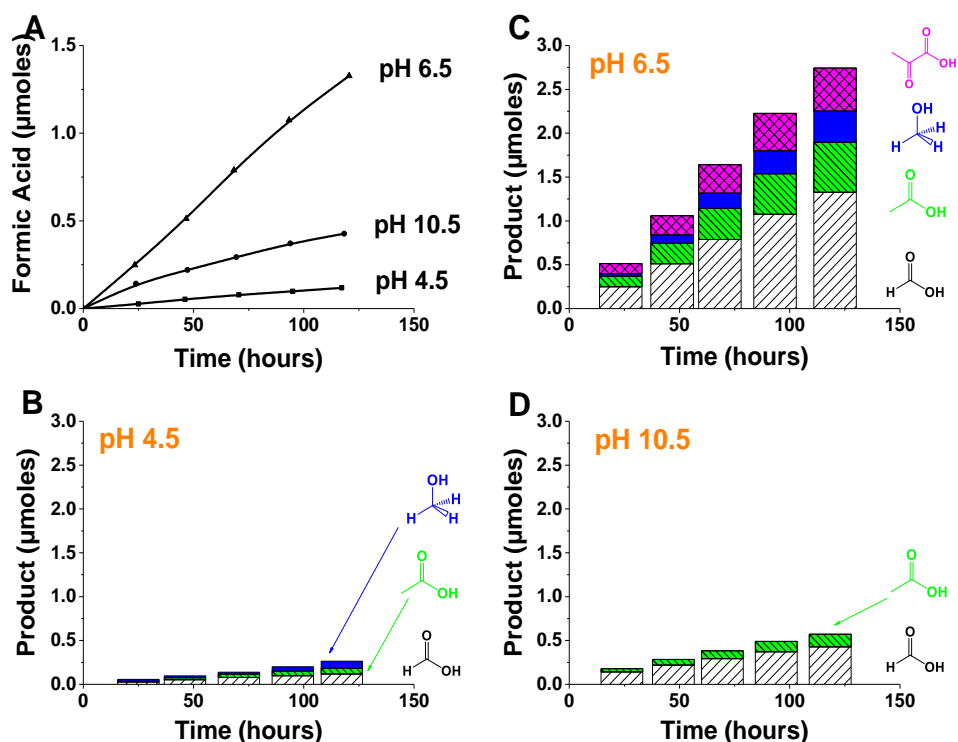 A
Formic Acid (µmoles)
1.5
1.0
0.5
0.0
0
50
100
150
Time (hours)
pH 6.5
pH 10.5
pH 4.5
C
pH 6.5
Product (µmoles)
3.0
2.5
2.0
1.5
1.0
0.5
0.0
0
50
100
150
Time (hours)
O
OH
O
OH
H
H
H
O
OH
O
H
OH
B
pH 4.5
Product (µmoles)
3.0
2.5
2.0
1.5
1.0
0.5
0.0
0
50
100
150
Time (hours)
OH
H
H
H
O
OH
O
H
OH
D
pH 10.5
Product (µmoles)
3.0
2.5
2.0
1.5
1.0
0.5
0.0
0
50
100
150
Time (hours)
O
OH
O
H
OH